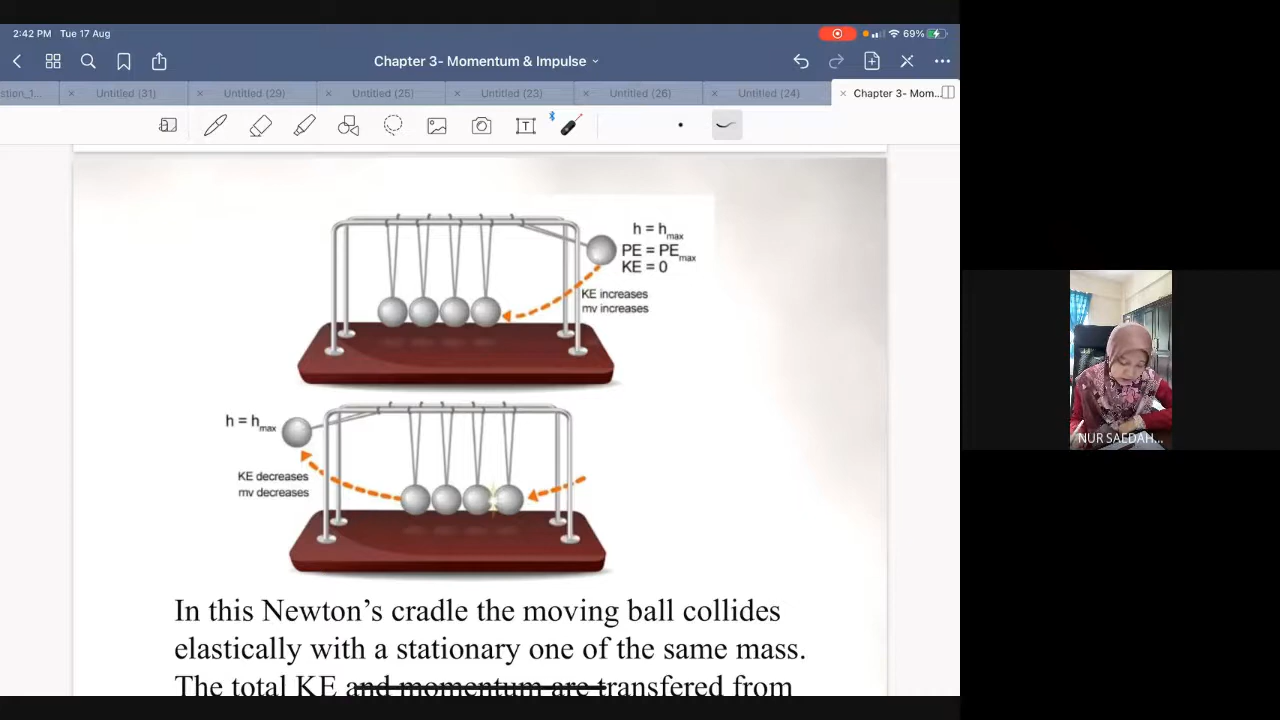 2:42 PM Tue 17 Aug
69%
Chapter 3- Momentum & Impulse
stion_1...
Untitled (31)
Untitled (29)
Untitled (25)
Untitled (23)
Untitled (26)
Untitled (24)
Chapter 3- Mom...
T
h = hmax
PE = PEmax
KE = 0
KE increases
mv increases
h = hmax
KE decreases
mv decreases
In this Newton’s cradle the moving ball collides
elastically with a stationary one of the same mass.
The total KE and momentum are transfered from
NUR SAEDAH...